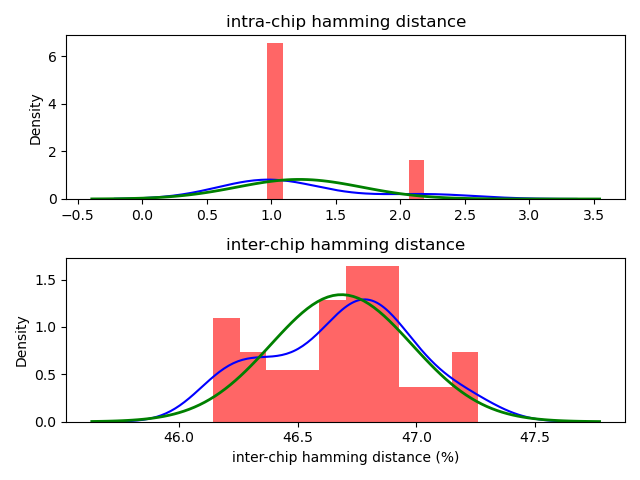 intra-chip hamming distance
6
4
2
0
Density
−0.5 0.0 0.5 1.0 1.5 2.0 2.5 3.0 3.5
inter-chip hamming distance
1.5
1.0
0.5
0.0
Density
46.0 46.5 47.0 47.5
inter-chip hamming distance (%)